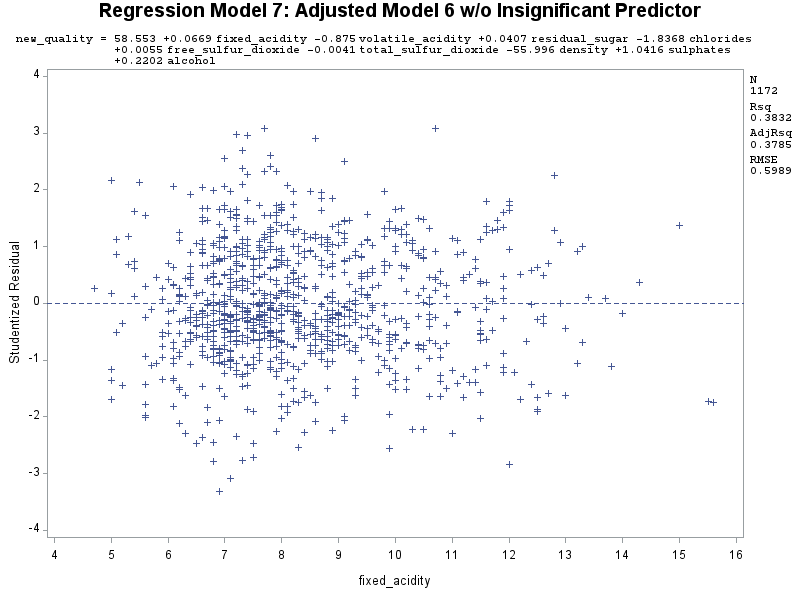 Regression Model 7: Adjusted Model 6 w/o Insignificant Predictor
new_quality = 58.553 +0.0669 fixed_acidity -0.875 volatile_acidity +0.0407 residual_sugar -1.8368 chlorides
+0.0055 free_sulfur_dioxide -0.0041 total_sulfur_dioxide -55.996 density +1.0416 sulphates
+0.2202 alcohol
N
1172
Rsq
0.3832
AdjRsq
0.3785
RMSE
0.5989
Studentized Residual
4
3
2
1
0
-1
-2
-3
-4
4 5 6 7 8 9 10 11 12 13 14 15 16
fixed_acidity